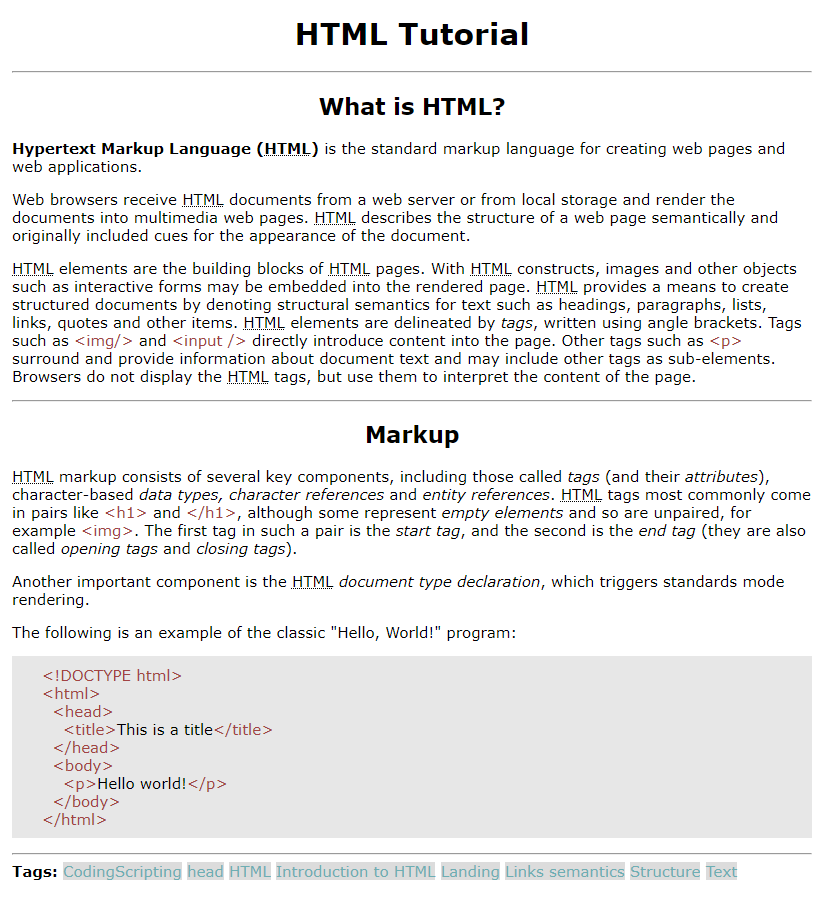 HTML Tutorial
What is HTML?
Hypertext Markup Language (HTML) is the standard markup language for creating web pages and
web applications.
Web browsers receive HTML documents from a web server or from local storage and render the
documents into multimedia web pages. HTML describes the structure of a web page semantically and
originally included cues for the appearance of the document.
HTML elements are the building blocks of HTML pages. With HTML constructs, images and other objects
such as interactive forms may be embedded into the rendered page. HTML provides a means to create
structured documents by denoting structural semantics for text such as headings, paragraphs, lists,
links, quotes and other items. HTML elements are delineated by tags, written using angle brackets. Tags
such as <img/> and <input /> directly introduce content into the page. Other tags such as <p>
surround and provide information about document text and may include other tags as sub-elements.
Browsers do not display the HTML tags, but use them to interpret the content of the page.
Markup
HTML markup consists of several key components, including those called tags (and their attributes),
character-based data types, character references and entity references. HTML tags most commonly come
in pairs like <h1> and </h1>, although some represent empty elements and so are unpaired, for
example <img>. The first tag in such a pair is the start tag, and the second is the end tag (they are also
called opening tags and closing tags).
Another important component is the HTML document type declaration, which triggers standards mode
rendering.
The following is an example of the classic "Hello, World!" program:
<!DOCTYPE html>
<html>
<head>
<title>This is a title</title>
</head>
<body>
<p>Hello world!</p>
</body>
</html>
Tags: CodingScripting head HTML Introduction to HTML Landing Links semantics Structure Text